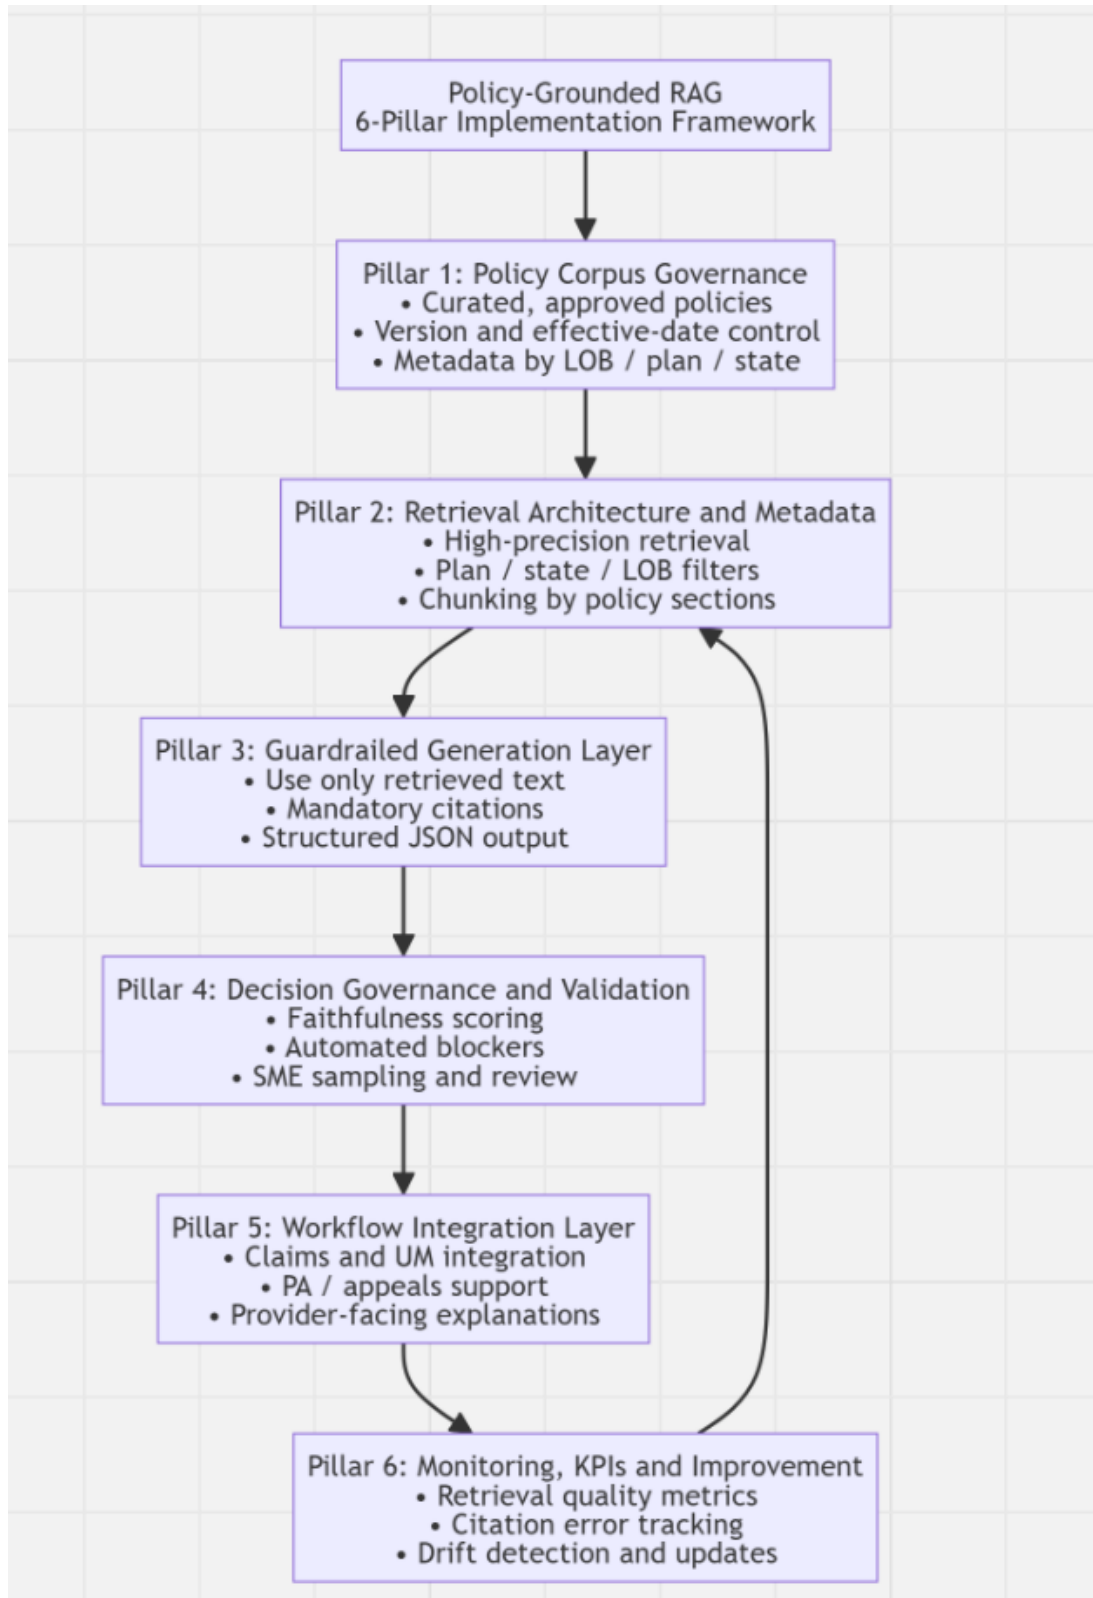 Policy-Grounded RAG
6-Pillar Implementation Framework
Pillar 1: Policy Corpus Governance
• Curated, approved policies
• Version and effective-date control
• Metadata by LOB / plan / state
Pillar 2: Retrieval Architecture and Metadata
• High-precision retrieval
• Plan / state / LOB filters
• Chunking by policy sections
Pillar 3: Guardrailed Generation Layer
• Use only retrieved text
• Mandatory citations
• Structured JSON output
Pillar 4: Decision Governance and Validation
• Faithfulness scoring
• Automated blockers
• SME sampling and review
Pillar 5: Workflow Integration Layer
• Claims and UM integration
• PA / appeals support
• Provider-facing explanations
Pillar 6: Monitoring, KPIs and Improvement
• Retrieval quality metrics
• Citation error tracking
• Drift detection and updates